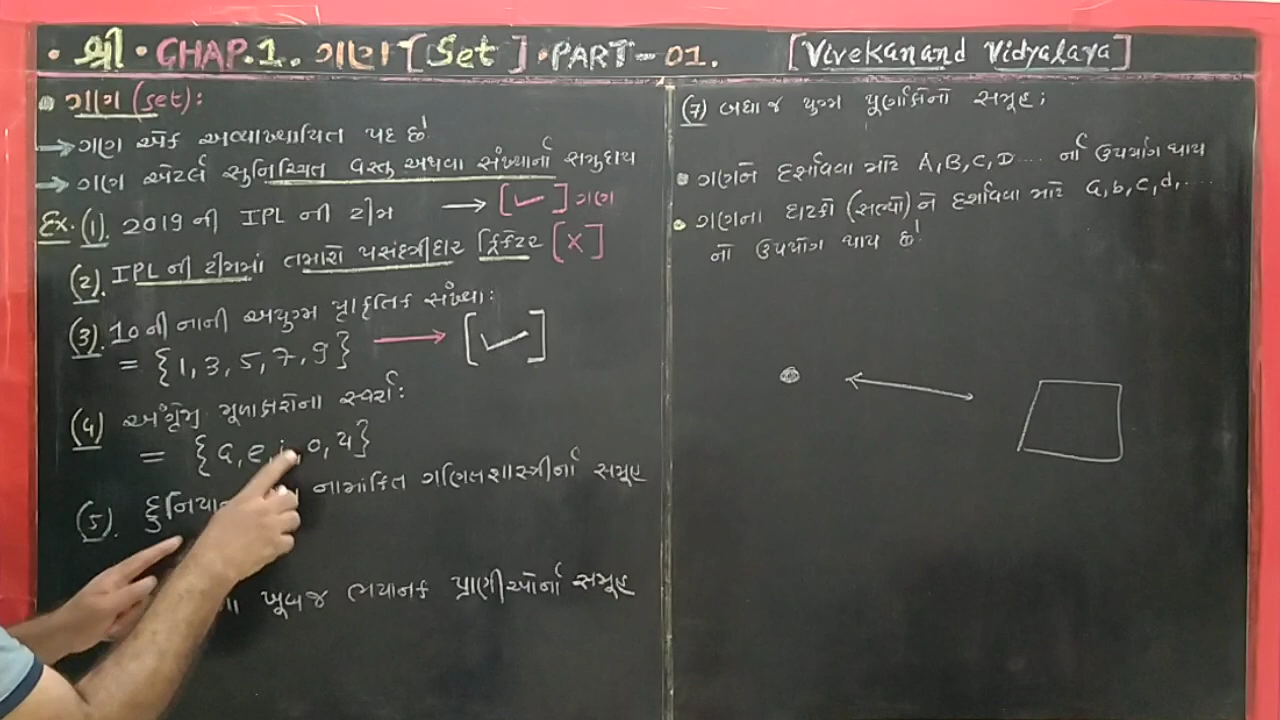 • શ્રી • CHAP.1. ગણ [Set] • PART - 01. [Vivekanand Vidyalaya]
ગણ (set):
→ ગણ એક અવ્યાખ્યાયિત પદ છે.
→ ગણ એટલે સુનિશ્ચિત વસ્તુ અથવા સંખ્યાનો સમુદાય
Ex. (1). 2019 ની IPL ની ટીમ → [✓] ગણ
(2). IPL ની ટીમમાં તમારો પસંદગીદાર ક્રિકેટર [X]
(3). 10ની નાની અયુગ્મ પ્રાકૃતિક સંખ્યા:
= {1, 3, 5, 7, 9} → [✓]
(4) અંગ્રેજી મૂળાક્ષરોના સ્વરો:
= {a, e, i, o, u}
(5). નામાંકિત ગણિતશાસ્ત્રીનો સમૂહ
ખૂબજ ભયાનક પ્રાણીઓનો સમૂહ
(7) બધા જ યુગ્મ પૂર્ણાંકોનો સમૂહ;
• ગણને દર્શાવવા માટે A, B, C, D .... નો ઉપયોગ થાય
• ગણના ઘટકો (સભ્યો) ને દર્શાવવા માટે a, b, c, d, ....
નો ઉપયોગ થાય છે.